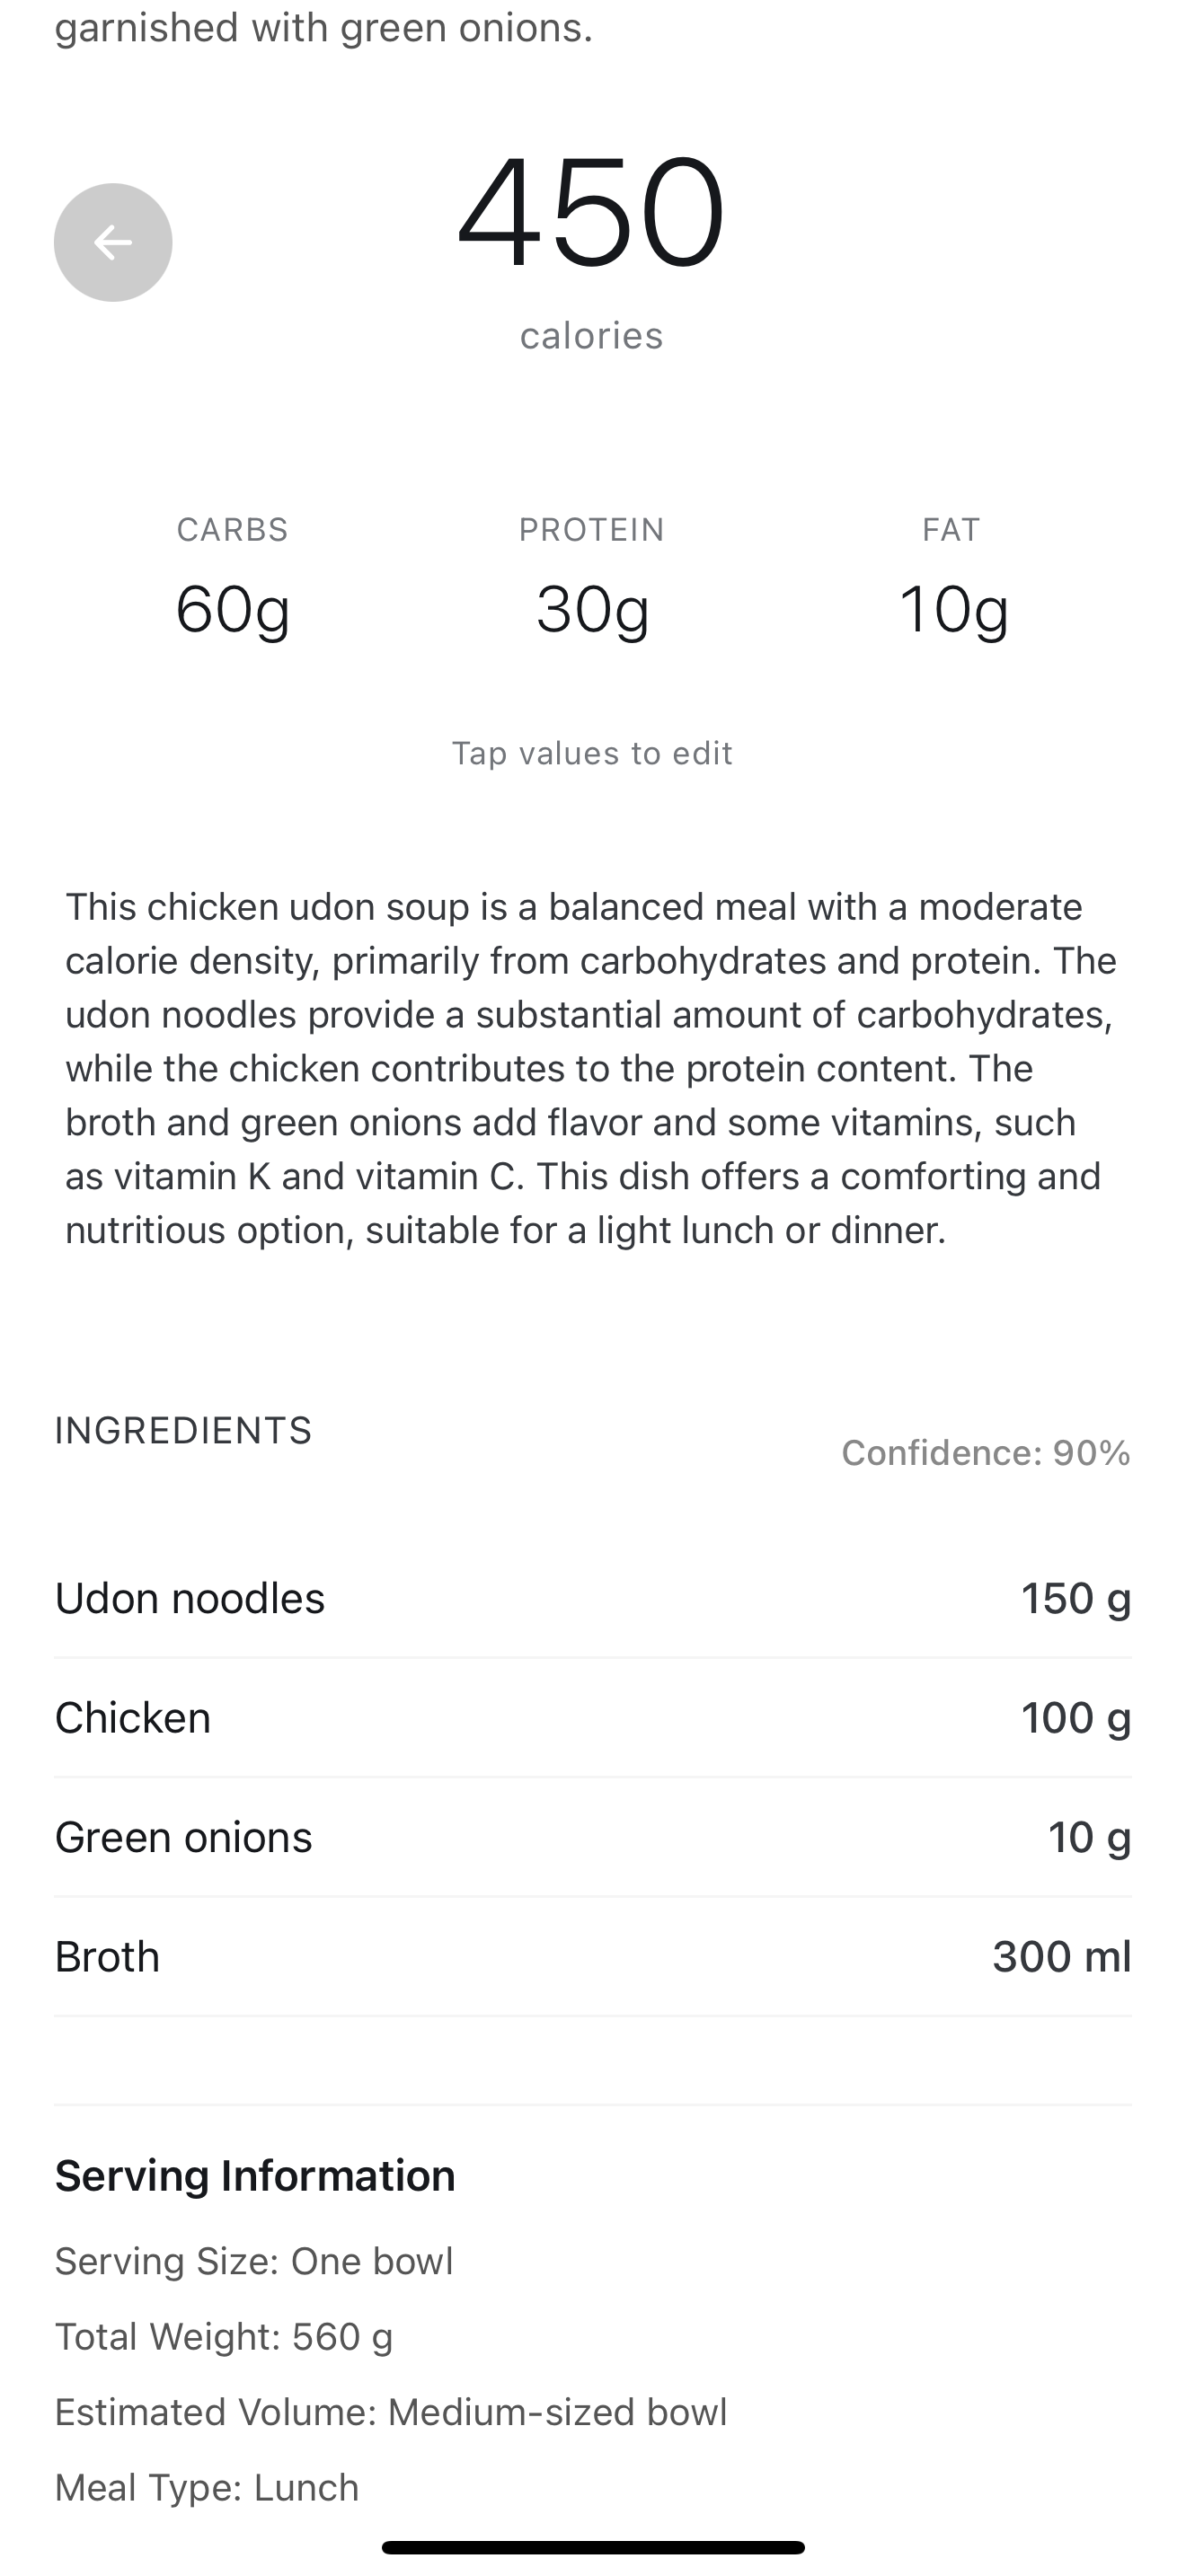 garnished with green onions.
450
calories
CARBS PROTEIN FAT
60g 30g 10g
Tap values to edit
This chicken udon soup is a balanced meal with a moderate
calorie density, primarily from carbohydrates and protein. The
udon noodles provide a substantial amount of carbohydrates,
while the chicken contributes to the protein content. The
broth and green onions add flavor and some vitamins, such
as vitamin K and vitamin C. This dish offers a comforting and
nutritious option, suitable for a light lunch or dinner.
INGREDIENTS
Confidence: 90%
Udon noodles 150 g
Chicken 100 g
Green onions 10 g
Broth 300 ml
Serving Information
Serving Size: One bowl
Total Weight: 560 g
Estimated Volume: Medium-sized bowl
Meal Type: Lunch